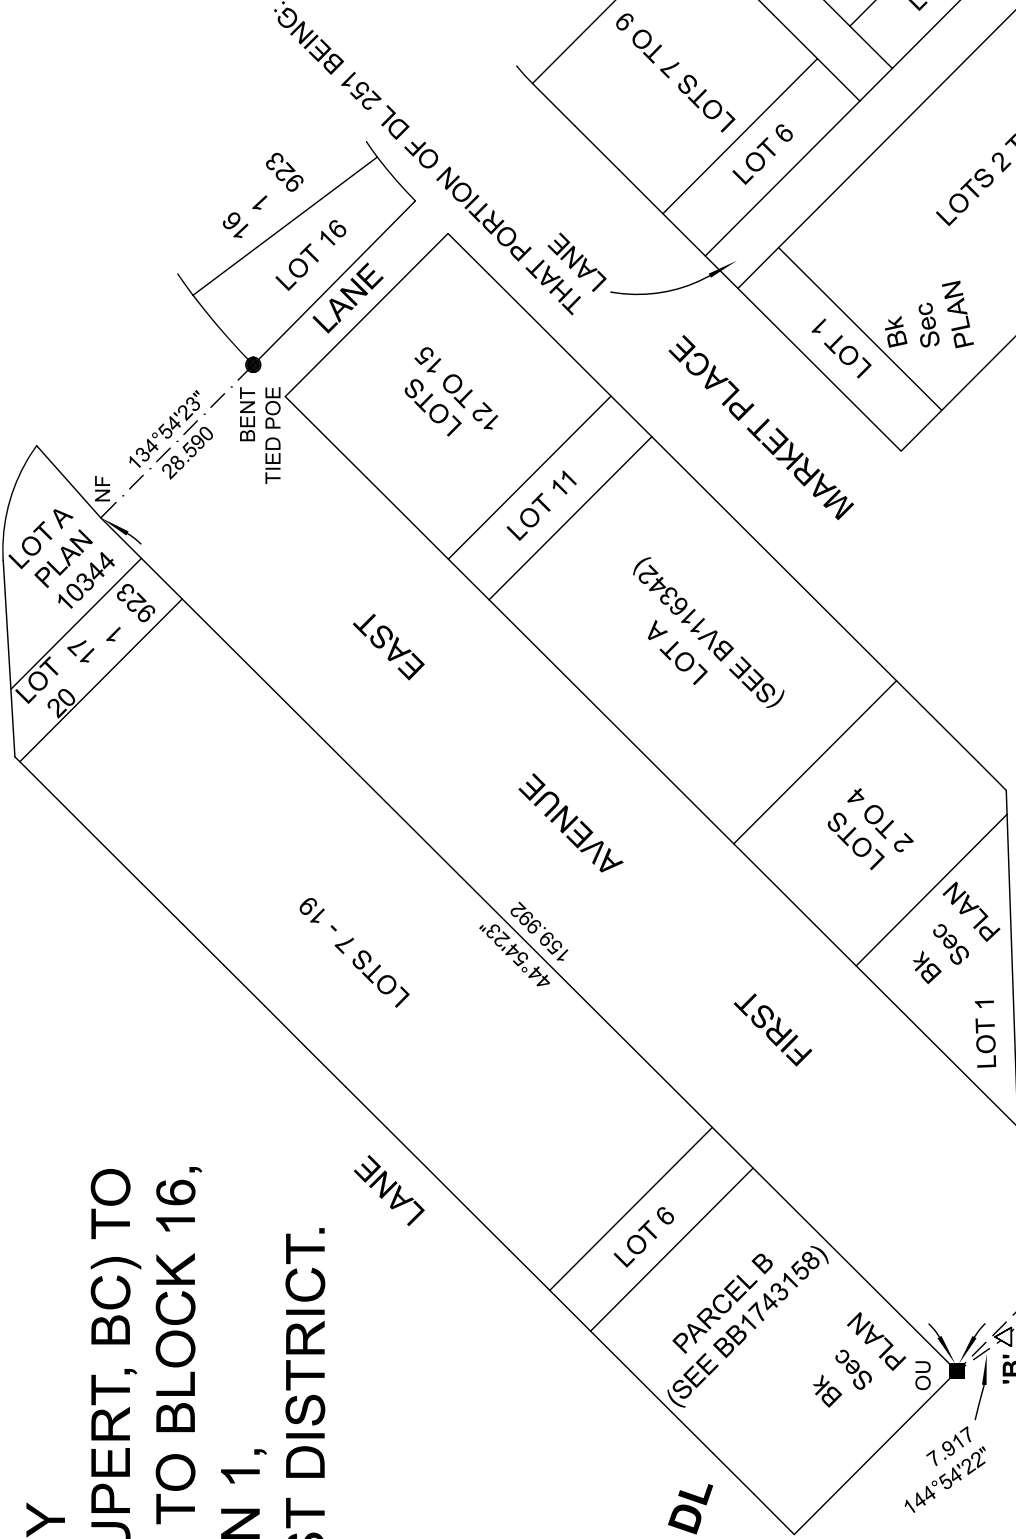 Y
UPERT, BC) TO
TO BLOCK 16,
N 1,
ST DISTRICT.
THAT PORTION OF DL 251 BEING:
LOTS 7 TO 9
LOT 6
LANE
LOT 1
Bk
Sec
PLAN
LOTS 2 T
16 1 923
LOT 16
LANE
BENT
TIED POE
134°54'23"
28.590
NF
LOT A
PLAN
10344
LOT 17 1 923
20
LOTS
12 TO 15
LOT 11
LOT A
(SEE BV116342)
LOTS
2 TO 4
Bk
Sec
PLAN
LOT 1
MARKET PLACE
EAST
AVENUE
FIRST
LOTS 7 - 19
44°54'23"
159.992
LANE
LOT 6
PARCEL B
(SEE BB1743158)
Bk
Sec
PLAN
OU
'B'
7.917
144°54'22"
DL